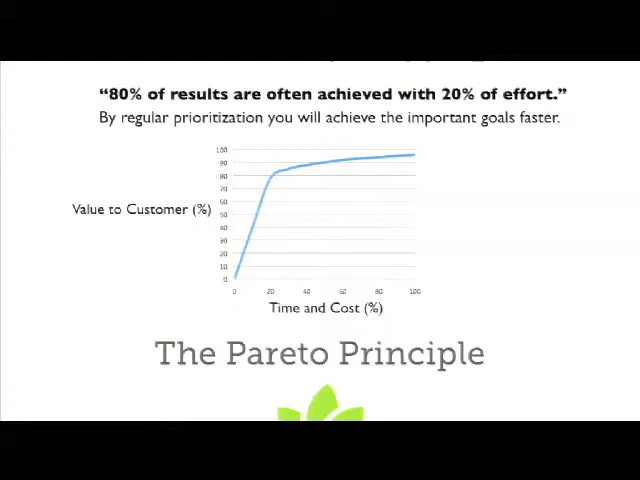 “80% of results are often achieved with 20% of effort.”
By regular prioritization you will achieve the important goals faster.
100
90
80
70
60
50
40
30
20
10
0
Value to Customer (%)
0 20 40 60 80 100
Time and Cost (%)
The Pareto Principle